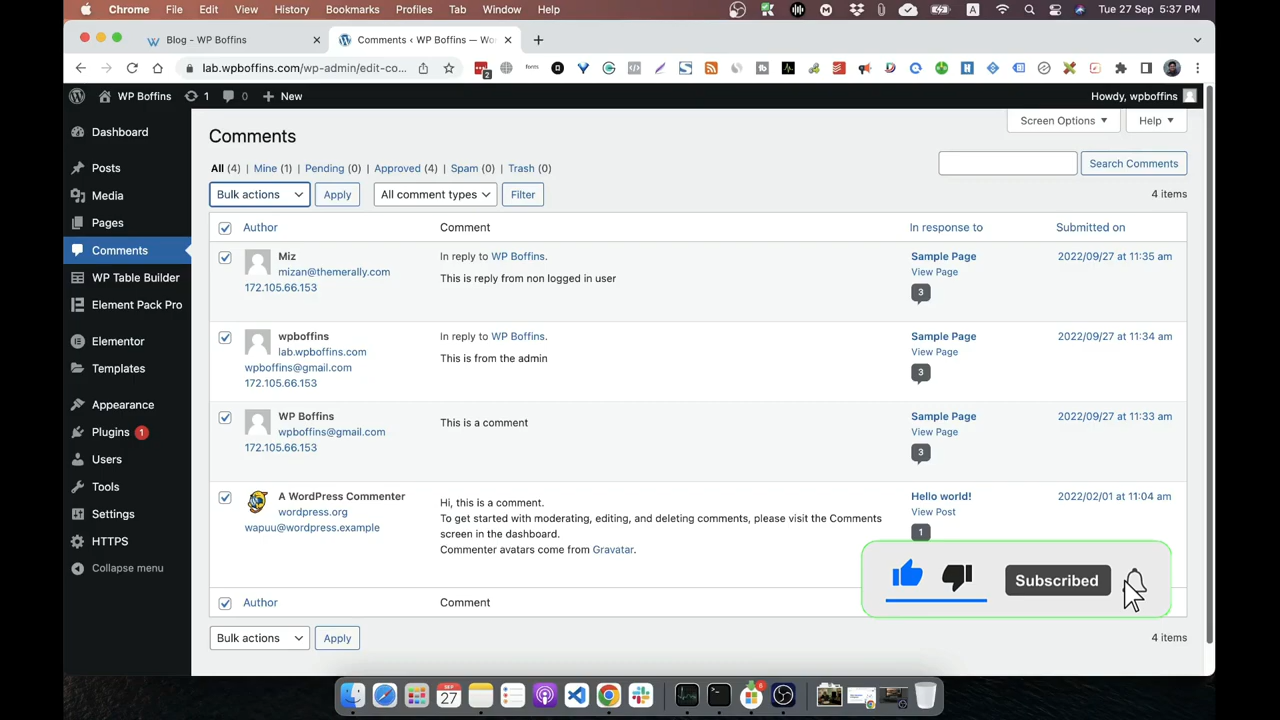 Chrome File Edit View History Bookmarks Profiles Tab Window Help A Tue 27 Sep 5:37 PM
Blog - WP Boffins Comments ‹ WP Boffins — Wor
lab.wpboffins.com/wp-admin/edit-co... 2 form
WP Boffins 1 0 New Howdy, wpboffins
Dashboard
Posts
Media
Pages
Comments
WP Table Builder
Element Pack Pro
Elementor
Templates
Appearance
Plugins 1
Users
Tools
Settings
HTTPS
Collapse menu
Screen Options Help
Comments
All (4) | Mine (1) | Pending (0) | Approved (4) | Spam (0) | Trash (0)
Search Comments
Bulk actions Apply All comment types Filter 4 items
Author Comment In response to Submitted on
Miz In reply to WP Boffins. Sample Page 2022/09/27 at 11:35 am
mizan@themerally.com This is reply from non logged in user View Page
172.105.66.153 3
wpboffins In reply to WP Boffins. Sample Page 2022/09/27 at 11:34 am
lab.wpboffins.com This is from the admin View Page
wpboffins@gmail.com 3
172.105.66.153
WP Boffins This is a comment Sample Page 2022/09/27 at 11:33 am
wpboffins@gmail.com View Page
172.105.66.153 3
A WordPress Commenter Hi, this is a comment. Hello world! 2022/02/01 at 11:04 am
wordpress.org To get started with moderating, editing, and deleting comments, please visit the Comments View Post
wapuu@wordpress.example screen in the dashboard. 1
Commenter avatars come from Gravatar.
Subscribed
Author Comment
Bulk actions Apply 4 items
SEP
27
6